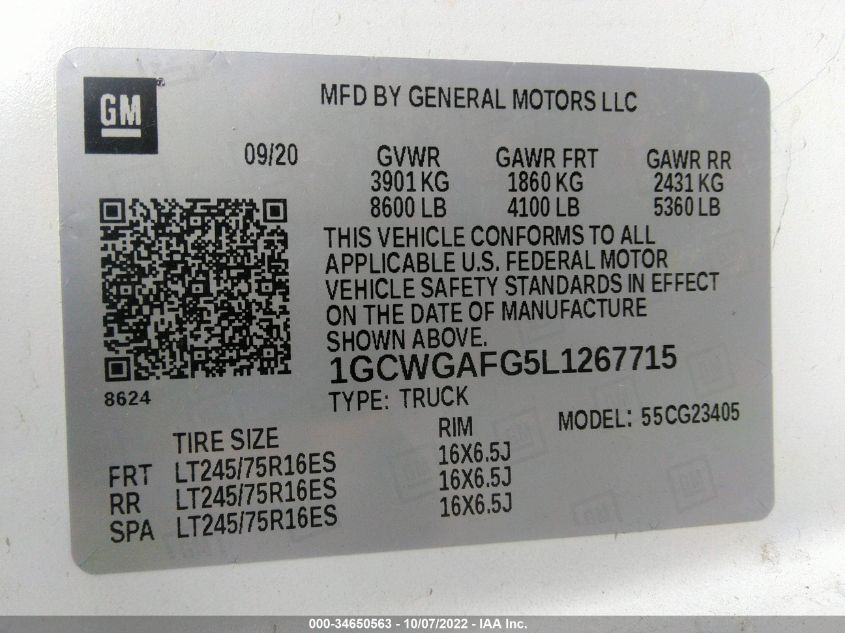 GM
®
MFD BY GENERAL MOTORS LLC
09/20 GVWR GAWR FRT GAWR RR
3901 KG 1860 KG 2431 KG
8600 LB 4100 LB 5360 LB
THIS VEHICLE CONFORMS TO ALL
APPLICABLE U.S. FEDERAL MOTOR
VEHICLE SAFETY STANDARDS IN EFFECT
ON THE DATE OF MANUFACTURE
SHOWN ABOVE.
1GCWGAFG5L1267715
8624
TYPE: TRUCK
MODEL: 55CG23405
TIRE SIZE RIM
FRT LT245/75R16ES 16X6.5J
RR LT245/75R16ES 16X6.5J
SPA LT245/75R16ES 16X6.5J
000-34650563 - 10/07/2022 - IAA Inc.